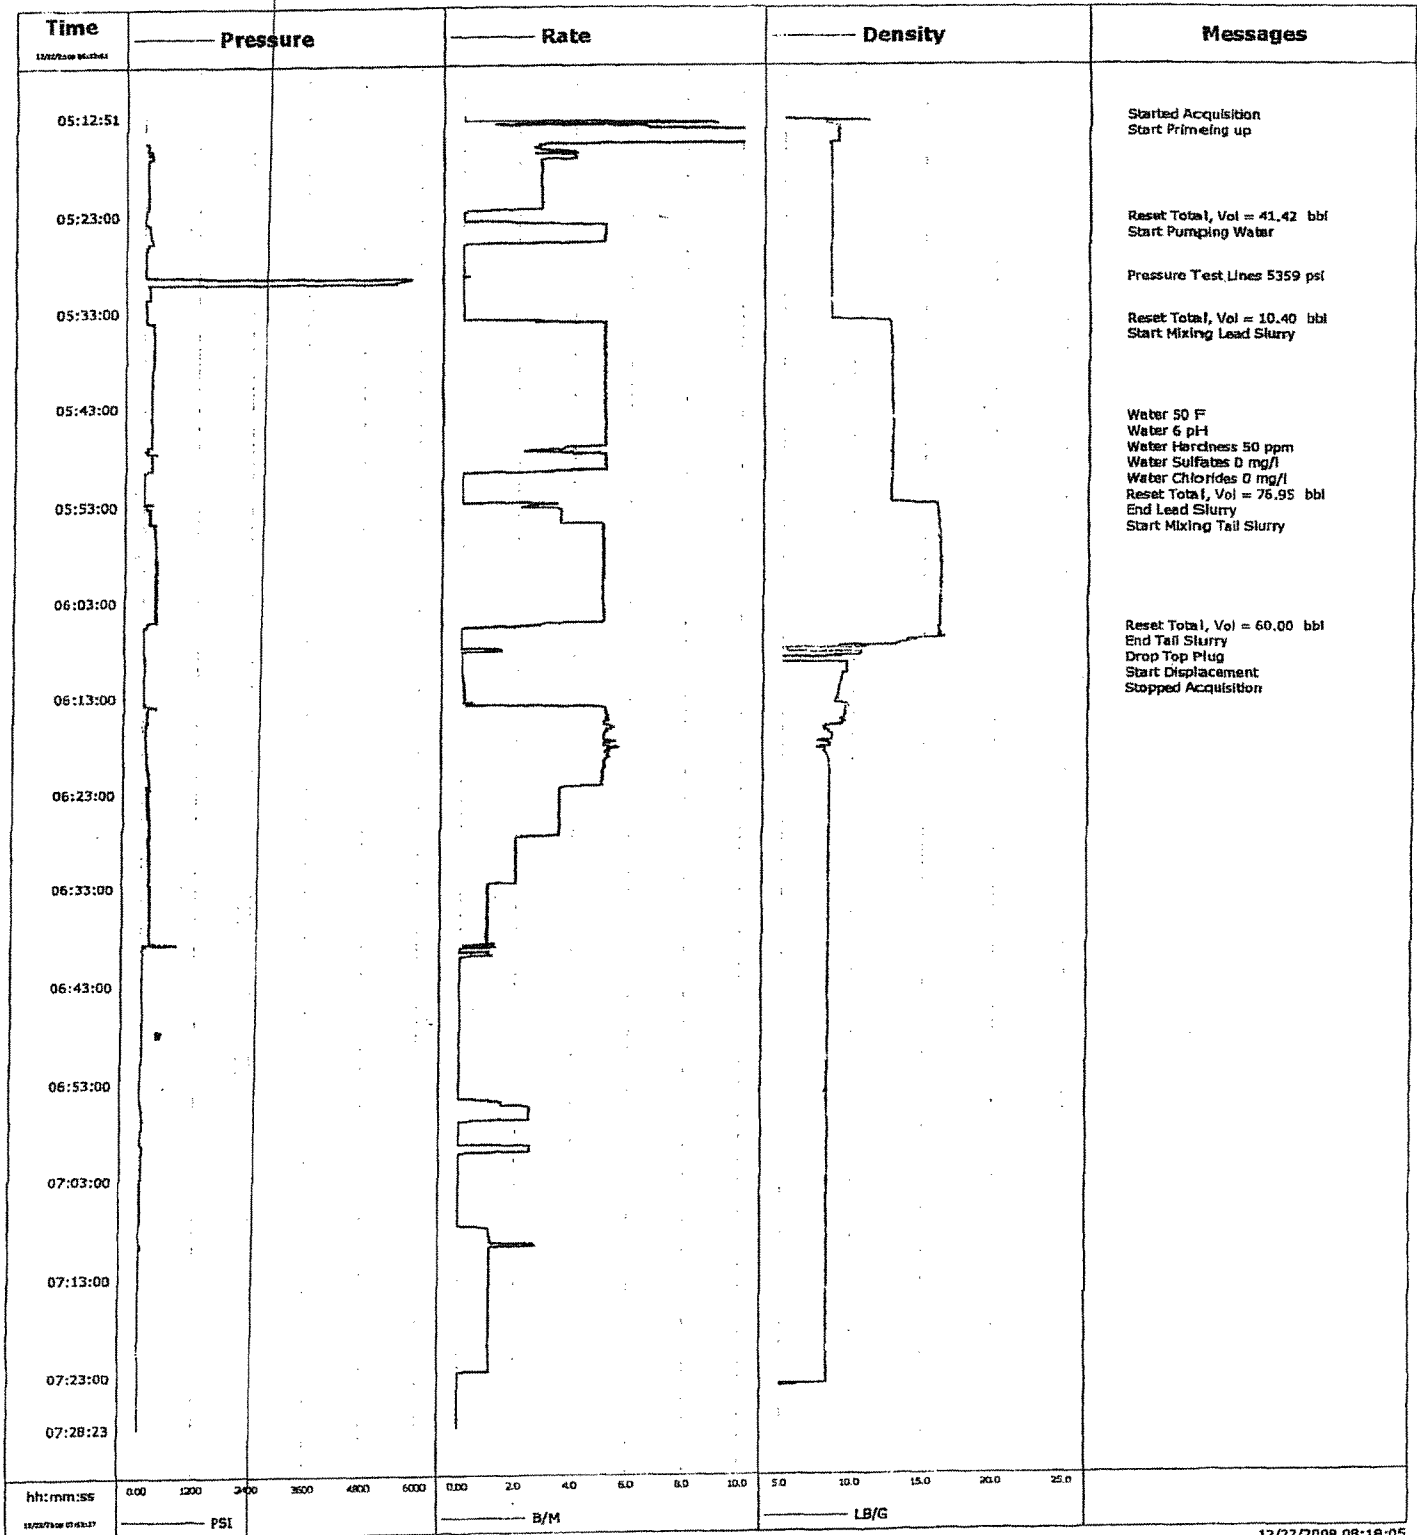 Time
Pressure
Rate
Density
Messages
05:12:51
Started Acquisition
Start Primeing up
05:23:00
Reset Total, Vol = 41.42 bbl
Start Pumping Water
Pressure Test Lines 5359 psi
05:33:00
Reset Total, Vol = 10.40 bbl
Start Mixing Lead Slurry
05:43:00
Water 50 F
Water 6 pH
Water Hardness 50 ppm
Water Sulfates 0 mg/l
Water Chlorides 0 mg/l
Reset Total, Vol = 76.95 bbl
05:53:00
End Lead Slurry
Start Mixing Tail Slurry
06:03:00
Reset Total, Vol = 60.00 bbl
End Tail Slurry
Drop Top Plug
Start Displacement
Stopped Acquisition
06:13:00
06:23:00
06:33:00
06:43:00
06:53:00
07:03:00
07:13:00
07:23:00
07:28:23
hh:mm:ss
0.00 1200 2400 3600 4800 6000
0.00 2.0 4.0 6.0 8.0 10.0
5.0 10.0 15.0 20.0 25.0
PSI
B/M
LB/G